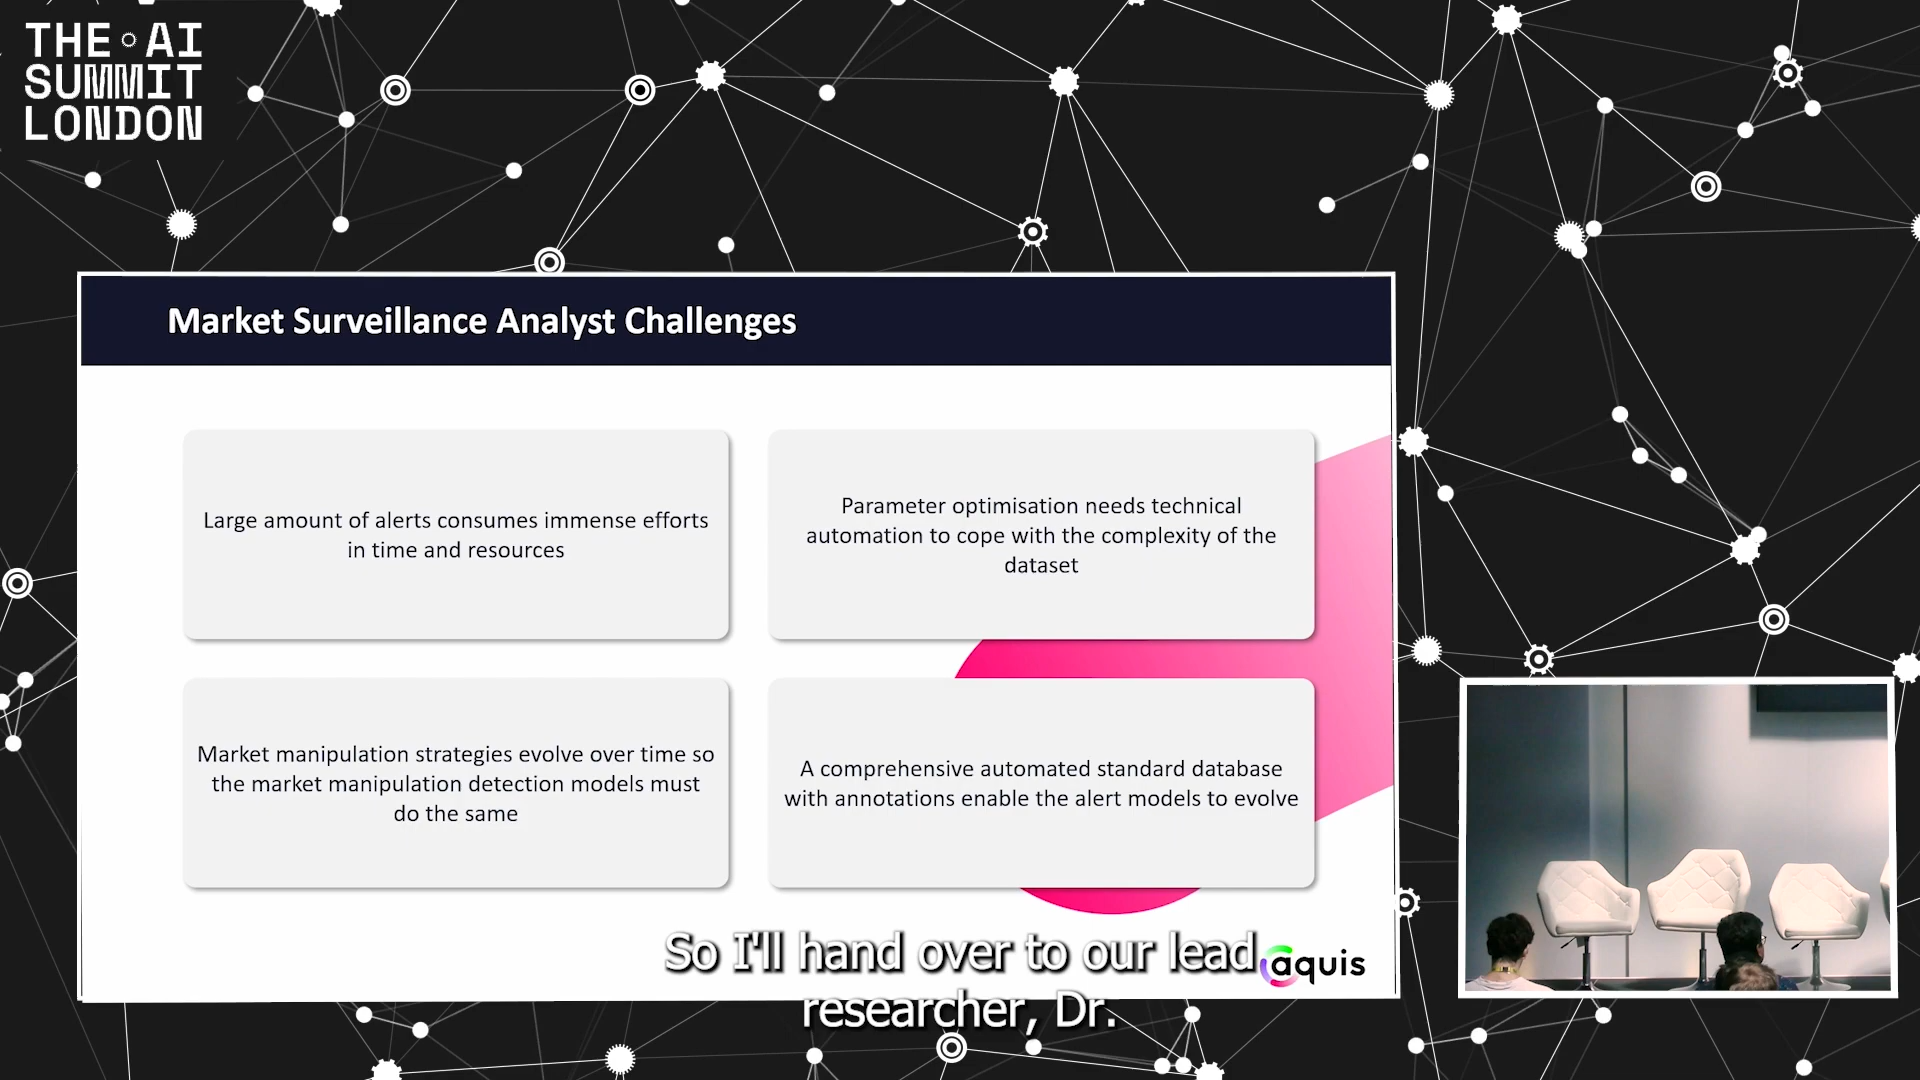 THE AI
SUMMIT
LONDON
Market Surveillance Analyst Challenges
Large amount of alerts consumes immense efforts
in time and resources
Parameter optimisation needs technical
automation to cope with the complexity of the
dataset
Market manipulation strategies evolve over time so
the market manipulation detection models must
do the same
A comprehensive automated standard database
with annotations enable the alert models to evolve
So I'll hand over to our lead
researcher, Dr.
aquis